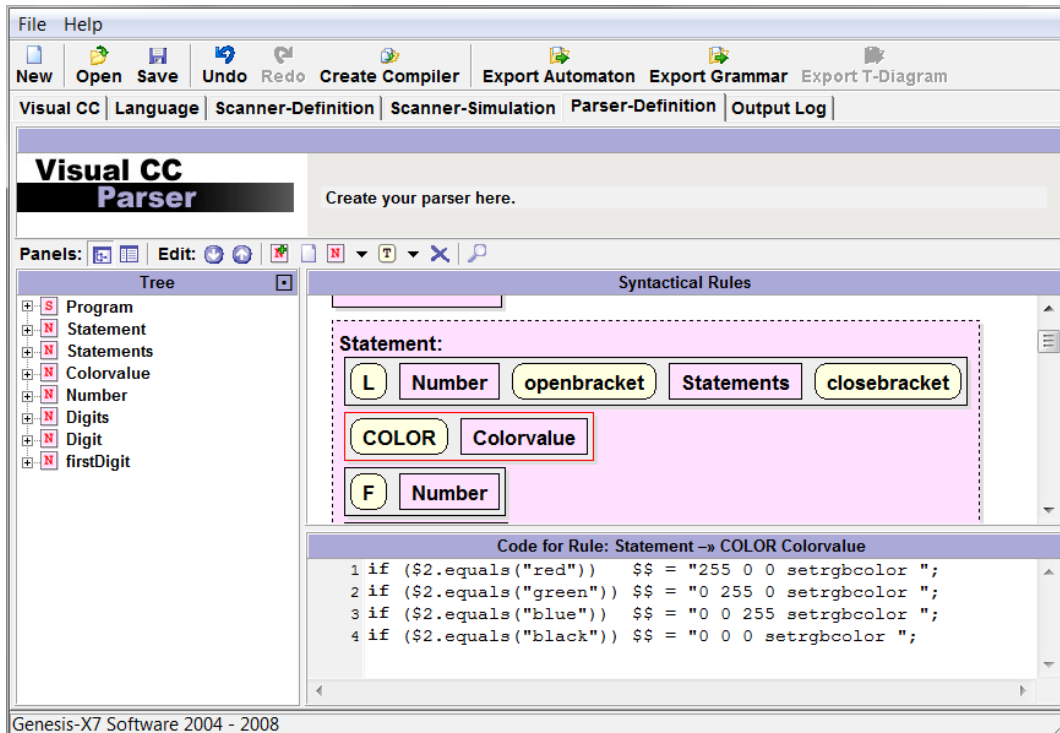 File Help
New Open Save Undo Redo Create Compiler Export Automaton Export Grammar Export T-Diagram
Visual CC Language Scanner-Definition Scanner-Simulation Parser-Definition Output Log
Visual CC
Parser
Create your parser here.
Panels: Edit: N T
Tree
S Program
N Statement
N Statements
N Colorvalue
N Number
N Digits
N Digit
N firstDigit
Syntactical Rules
Statement:
L Number openbracket Statements closebracket
COLOR Colorvalue
F Number
Code for Rule: Statement –» COLOR Colorvalue
1 if ($2.equals("red"))   $$ = "255 0 0 setrgbcolor ";
2 if ($2.equals("green")) $$ = "0 255 0 setrgbcolor ";
3 if ($2.equals("blue"))  $$ = "0 0 255 setrgbcolor ";
4 if ($2.equals("black")) $$ = "0 0 0 setrgbcolor ";
Genesis-X7 Software 2004 - 2008